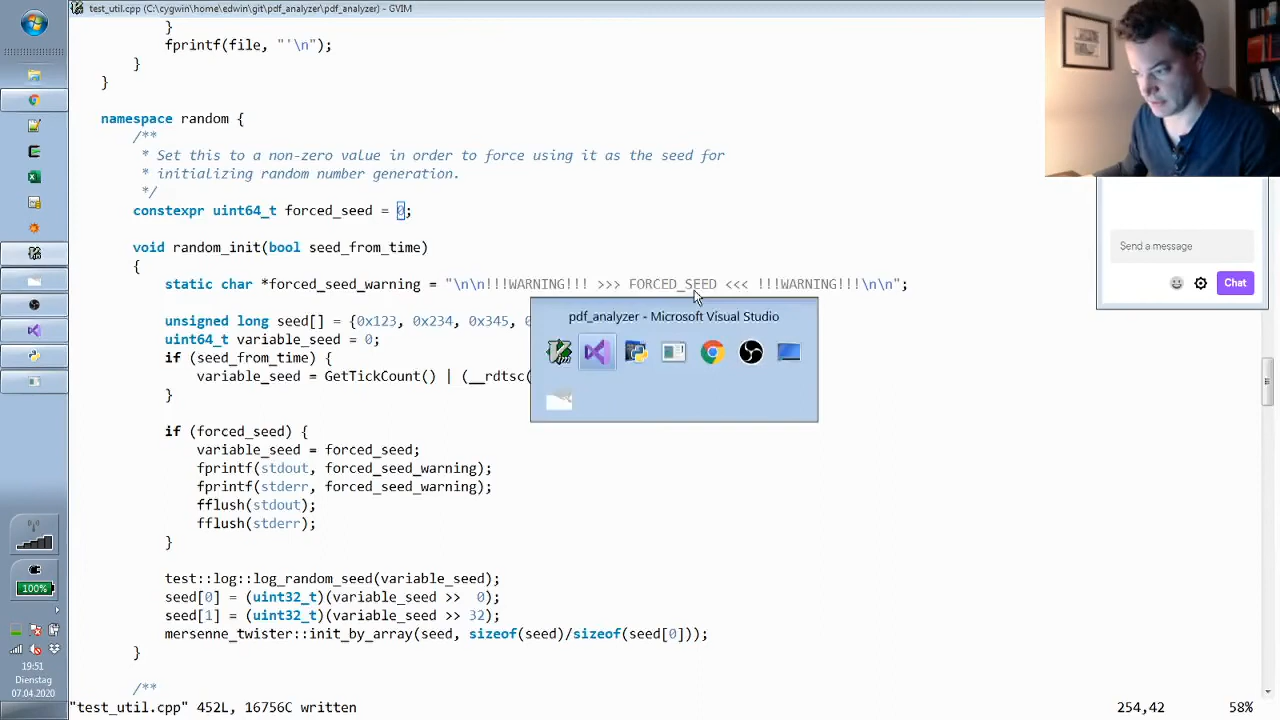 test_util.cpp (C:\cygwin\home\edwin\git\pdf_analyzer\pdf_analyzer) - GVIM
}
fprintf(file, "'\n");
}
}
namespace random {
/**
* Set this to a non-zero value in order to force using it as the seed for
* initializing random number generation.
*/
constexpr uint64_t forced_seed = 0;
void random_init(bool seed_from_time)
{
static char *forced_seed_warning = "\n\n!!!WARNING!!! >>> FORCED_SEED <<< !!!WARNING!!!\n\n";
unsigned long seed[] = {0x123, 0x234, 0x345, 0
uint64_t variable_seed = 0;
if (seed_from_time) {
variable_seed = GetTickCount() | (__rdtsc(
}
if (forced_seed) {
variable_seed = forced_seed;
fprintf(stdout, forced_seed_warning);
fprintf(stderr, forced_seed_warning);
fflush(stdout);
fflush(stderr);
}
test::log::log_random_seed(variable_seed);
seed[0] = (uint32_t)(variable_seed >>  0);
seed[1] = (uint32_t)(variable_seed >> 32);
mersenne_twister::init_by_array(seed, sizeof(seed)/sizeof(seed[0]));
}
/**
"test_util.cpp" 452L, 16756C written
254,42
58%
pdf_analyzer - Microsoft Visual Studio
Send a message
Chat
100%
19:51
Dienstag
07.04.2020